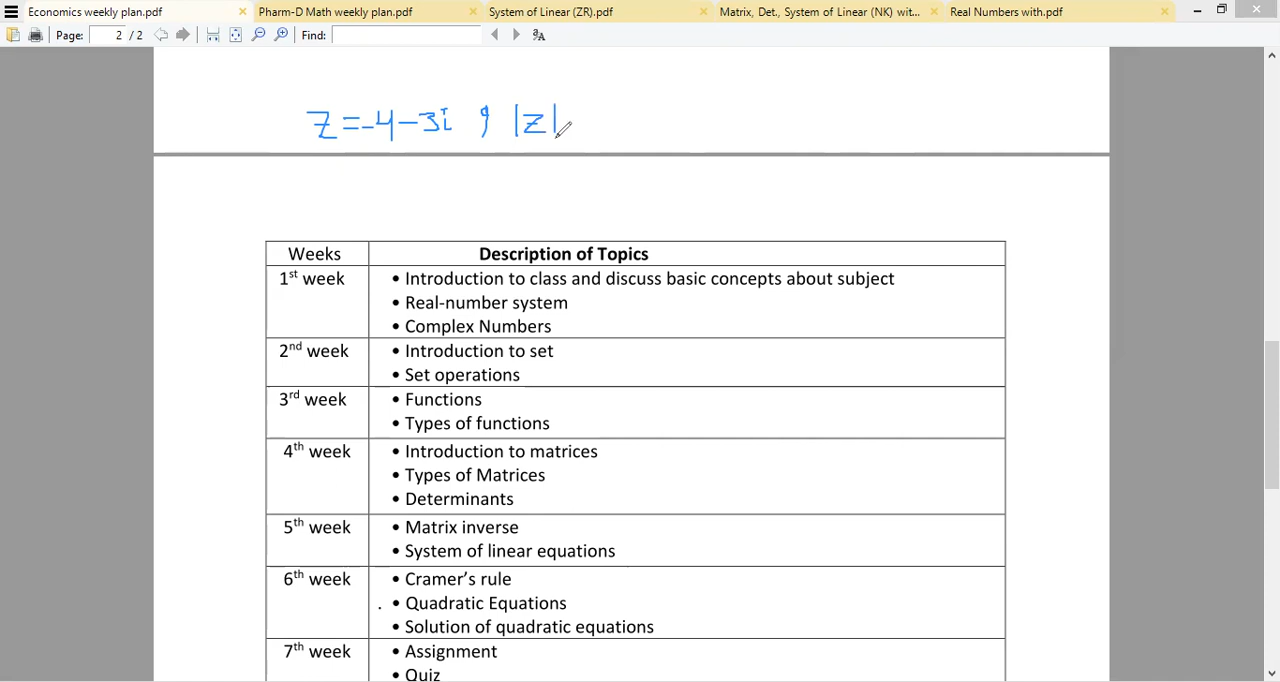 Economics weekly plan.pdf × Pharm-D Math weekly plan.pdf × System of Linear (ZR).pdf × Matrix, Det., System of Linear (NK) wit... × Real Numbers with.pdf ×
Page: 2 / 2 Find:
Z = -4 - 3i , |Z|
Weeks Description of Topics
1st week • Introduction to class and discuss basic concepts about subject
• Real-number system
• Complex Numbers
2nd week • Introduction to set
• Set operations
3rd week • Functions
• Types of functions
4th week • Introduction to matrices
• Types of Matrices
• Determinants
5th week • Matrix inverse
• System of linear equations
6th week • Cramer’s rule
. • Quadratic Equations
• Solution of quadratic equations
7th week • Assignment
• Quiz